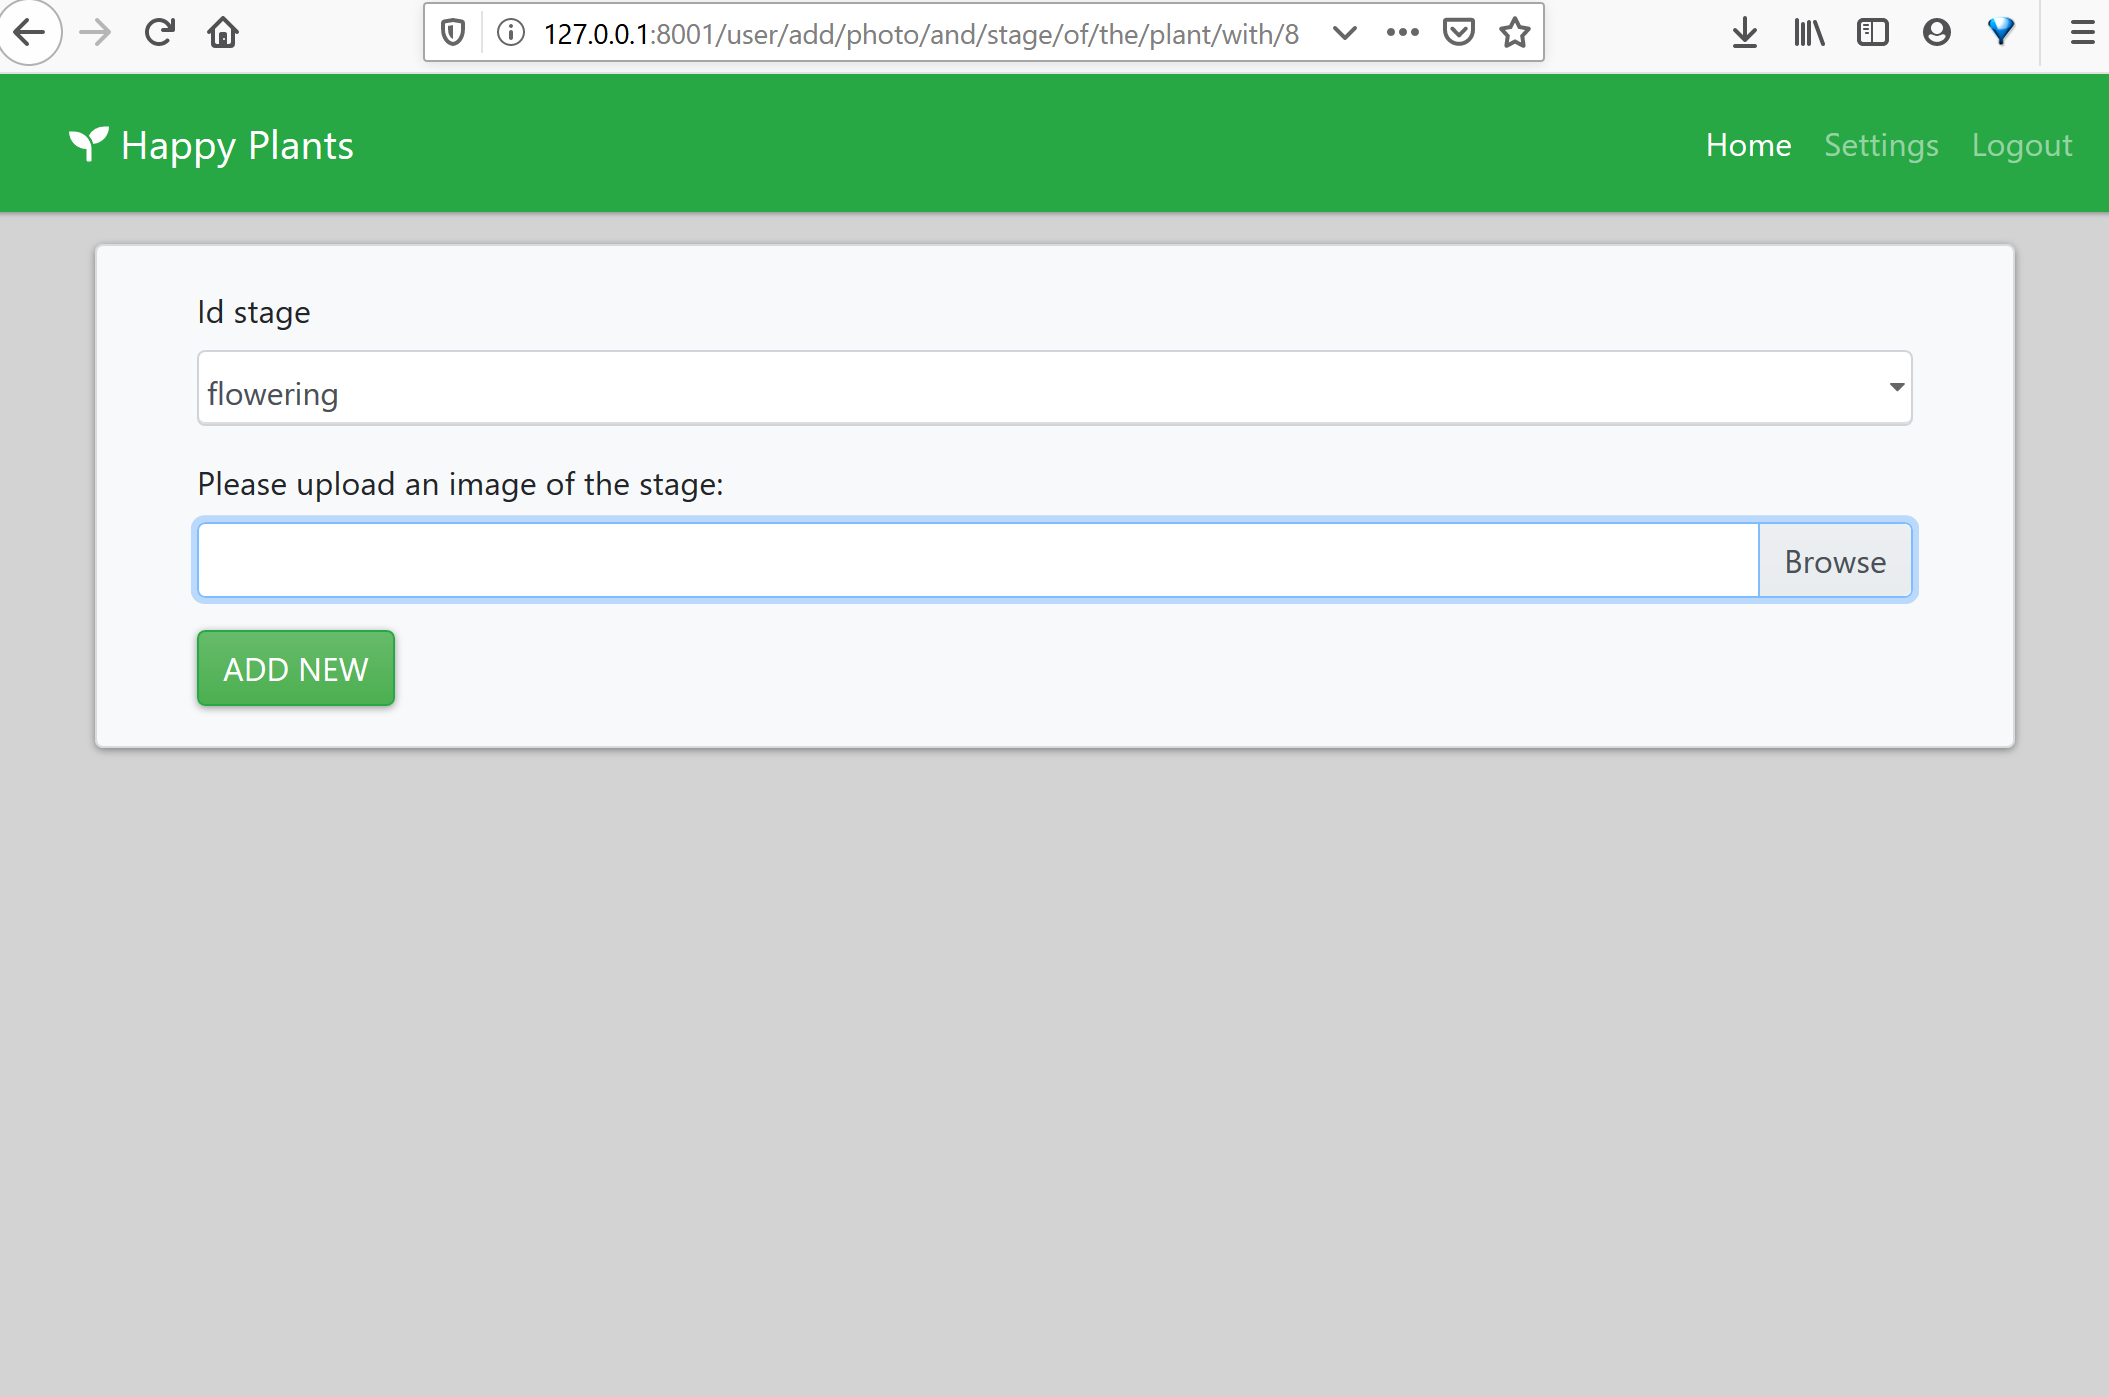 127.0.0.1:8001/user/add/photo/and/stage/of/the/plant/with/8
Happy Plants
Home Settings Logout
Id stage
flowering
Please upload an image of the stage:
Browse
ADD NEW